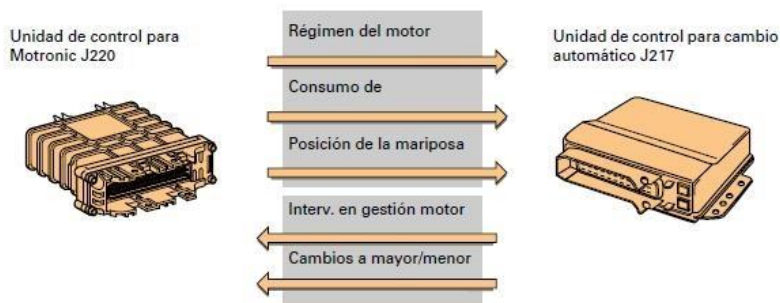 Unidad de control para
Motronic J220
Régimen del motor
Consumo de
Posición de la mariposa
Interv. en gestión motor
Cambios a mayor/menor
Unidad de control para cambio
automático J217